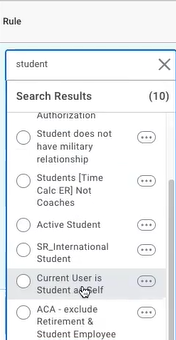 Rule
student
Search Results (10)
Authorization
Student does not
have military
relationship
Students [Time
Calc ER] Not
Coaches
Active Student
SR_International
Student
Current User is
Student as Self
ACA - exclude
Retirement &
Student Employee